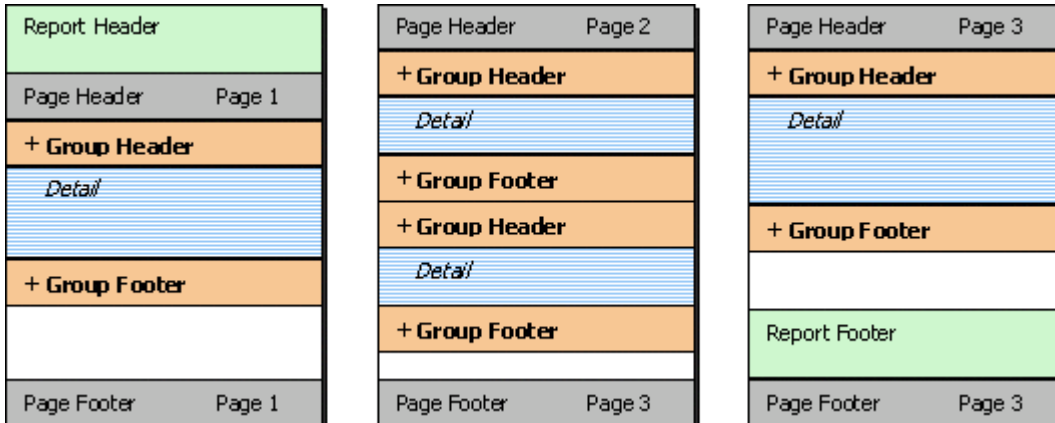 Report Header
Page Header Page 1
+ Group Header
Detail
+ Group Footer
Page Footer Page 1
Page Header Page 2
+ Group Header
Detail
+ Group Footer
+ Group Header
Detail
+ Group Footer
Page Footer Page 3
Page Header Page 3
+ Group Header
Detail
+ Group Footer
Report Footer
Page Footer Page 3